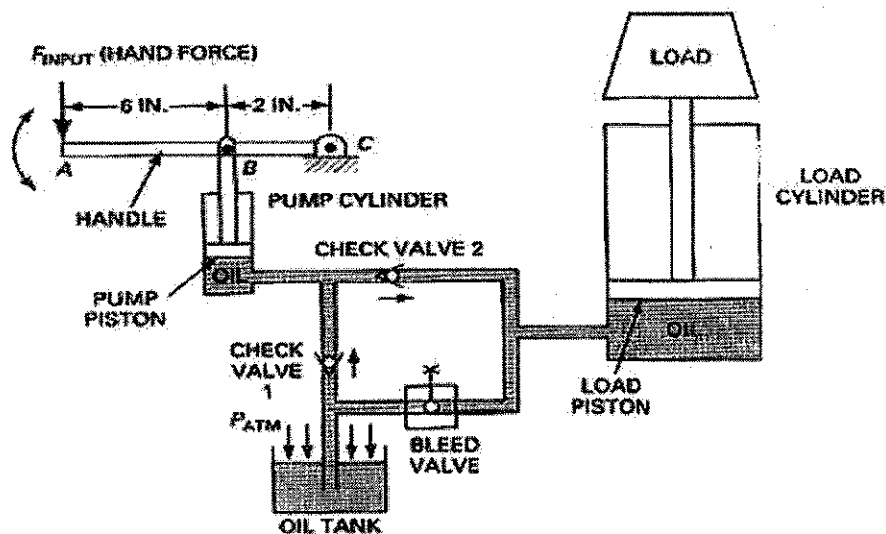 FINPUT (HAND FORCE)
6 IN.
2 IN.
A
B
C
HANDLE
PUMP CYLINDER
OIL
PUMP
PISTON
CHECK VALVE 2
CHECK
VALVE
1
PATM
BLEED
VALVE
OIL TANK
LOAD
LOAD
CYLINDER
OIL
LOAD
PISTON